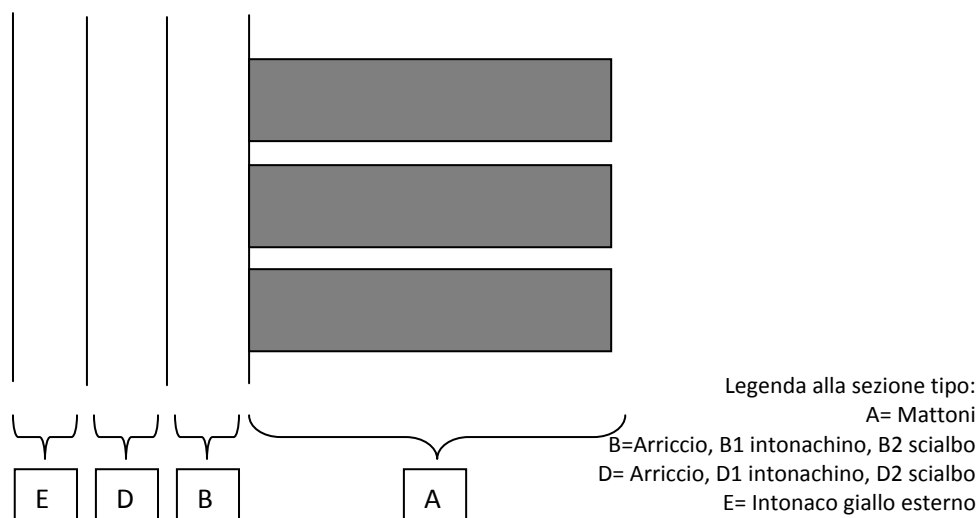 Legenda alla sezione tipo:
A= Mattoni
B=Arriccio, B1 intonachino, B2 scialbo
D= Arriccio, D1 intonachino, D2 scialbo
E= Intonaco giallo esterno
E D B A